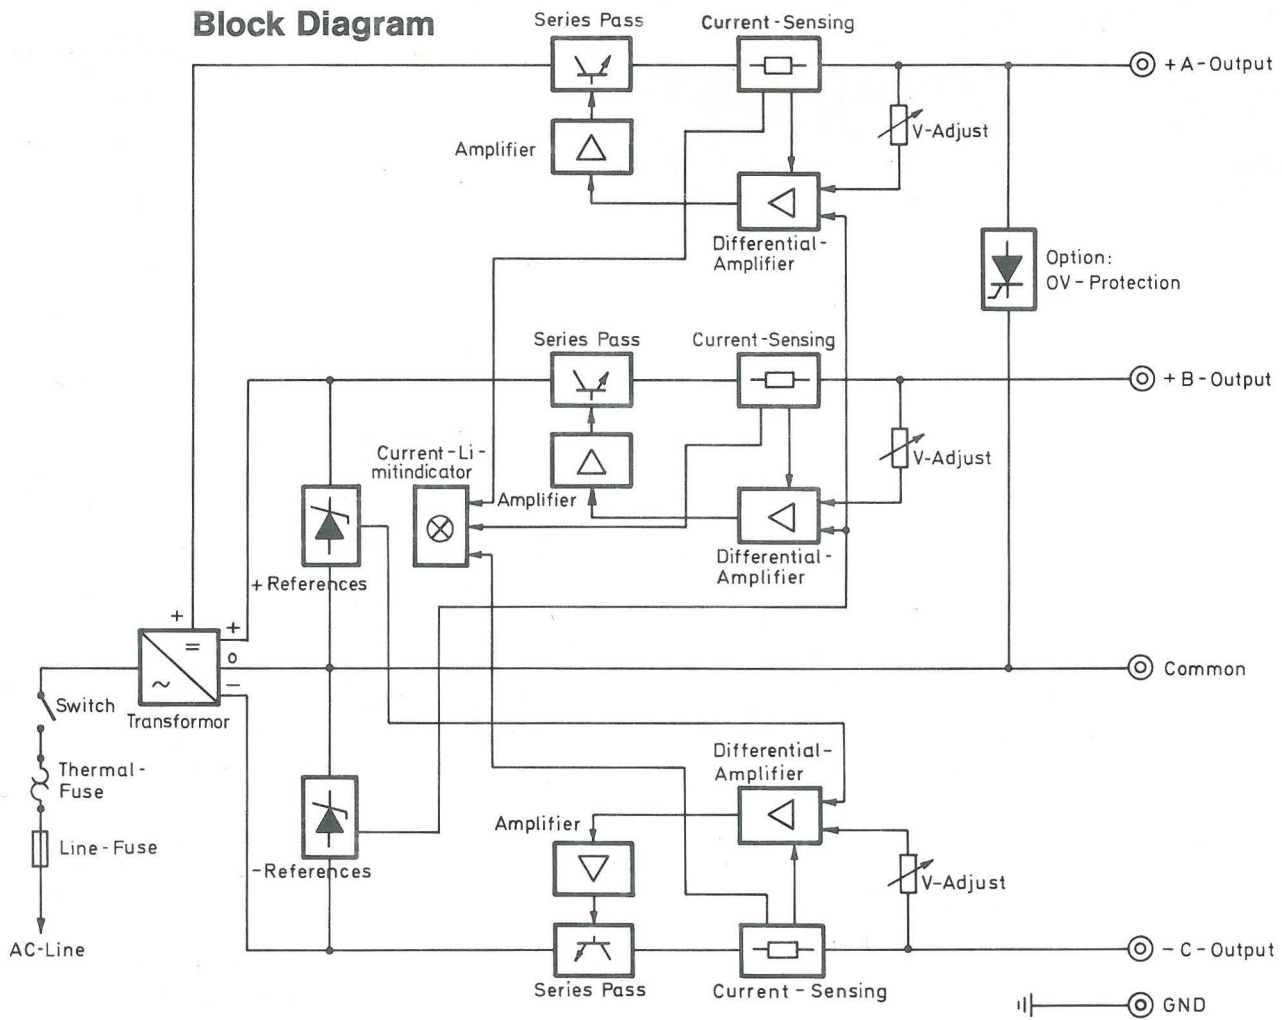 Block Diagram
Series Pass
Current-Sensing
+ A - Output
Amplifier
V-Adjust
Differential-
Amplifier
Option:
OV - Protection
Series Pass
Current-Sensing
+ B - Output
Current-Li-
mitindicator
Amplifier
V-Adjust
Differential-
Amplifier
+ References
+
+
=
o
~
−
Transformor
Common
Switch
Thermal-
Fuse
Line-Fuse
AC-Line
Differential-
Amplifier
Amplifier
− References
V-Adjust
Series Pass
Current - Sensing
− C - Output
GND